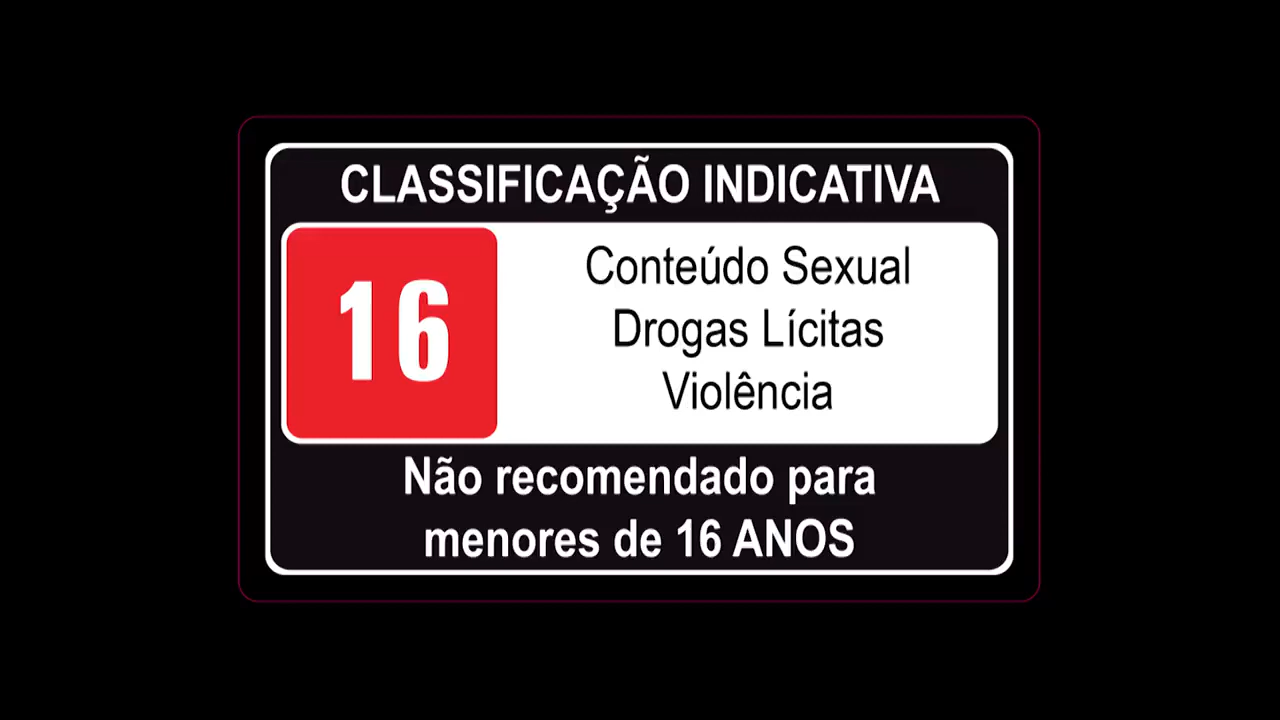 CLASSIFICAÇÃO INDICATIVA
16
Conteúdo Sexual
Drogas Lícitas
Violência
Não recomendado para
menores de 16 ANOS